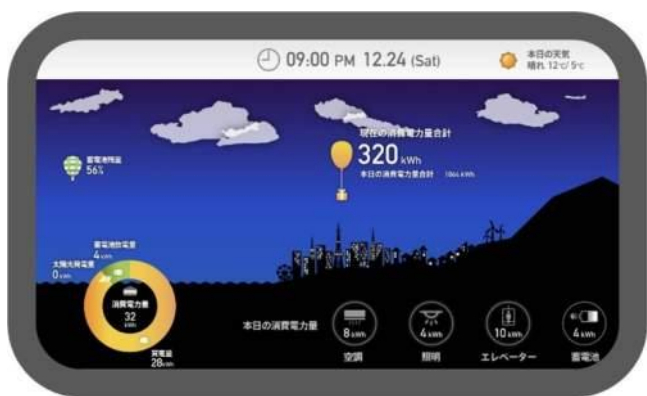 09:00 PM 12.24 (Sat)
本日の天気
晴れ 12℃/ 5℃
現在の消費電力量合計
320 kWh
本日の消費電力量合計 1064 kWh
蓄電池残量
56%
蓄電池放電量
4 kWh
太陽光発電量
0 kWh
消費電力量
32
kWh
買電量
28 kWh
本日の消費電力量
8 kWh
空調
4 kWh
照明
10 kWh
エレベーター
4 kWh
蓄電池